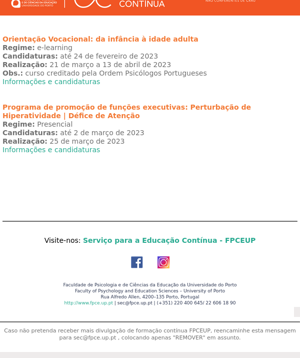 CONTÍNUA
Orientação Vocacional: da infância à idade adulta
Regime: e-learning
Candidaturas: até 24 de fevereiro de 2023
Realização: 21 de março a 13 de abril de 2023
Obs.: curso creditado pela Ordem Psicólogos Portugueses
Informações e candidaturas
Programa de promoção de funções executivas: Perturbação de
Hiperatividade | Défice de Atenção
Regime: Presencial
Candidaturas: até 2 de março de 2023
Realização: 25 de março de 2023
Informações e candidaturas
Visite-nos: Serviço para a Educação Contínua - FPCEUP
Faculdade de Psicologia e de Ciências da Educação da Universidade do Porto
Faculty of Psychology and Education Sciences – University of Porto
Rua Alfredo Allen, 4200-135 Porto, Portugal
http://www.fpce.up.pt | sec@fpce.up.pt | (+351) 220 400 645/ 22 606 18 90
Caso não pretenda receber mais divulgação de formação contínua FPCEUP, reencaminhe esta mensagem
para sec@fpce.up.pt , colocando apenas "REMOVER" em assunto.